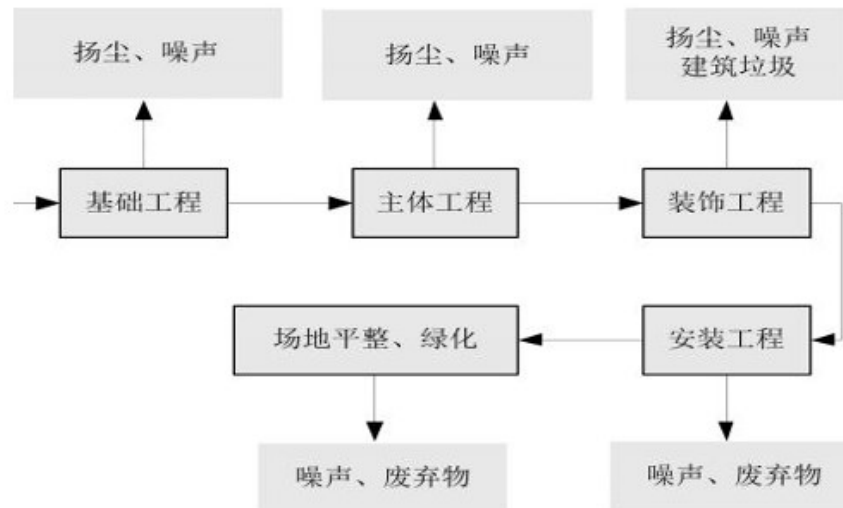 扬尘、噪声
扬尘、噪声
扬尘、噪声
建筑垃圾
基础工程
主体工程
装饰工程
场地平整、绿化
安装工程
噪声、废弃物
噪声、废弃物